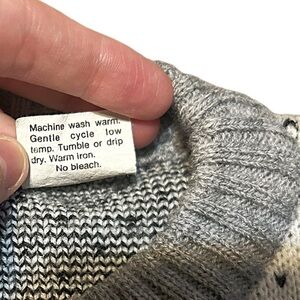 Machine wash warm.
Gentle cycle low
temp. Tumble or drip
dry. Warm iron.
No bleach.